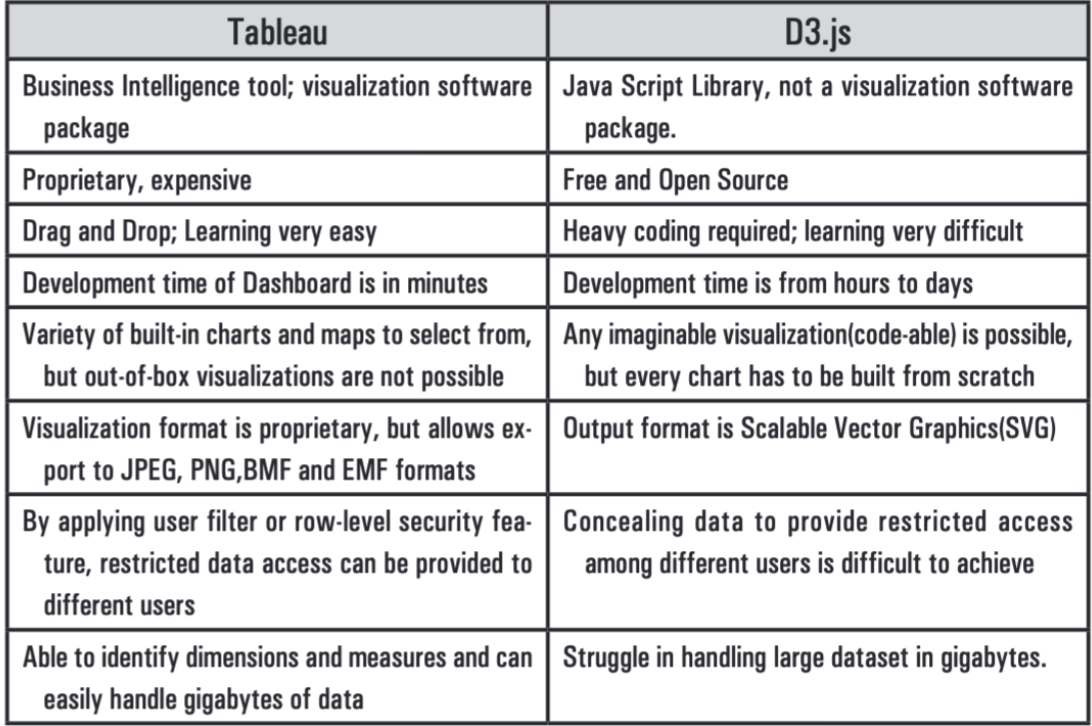 Tableau
D3.js
Business Intelligence tool; visualization software
package
Java Script Library, not a visualization software
package.
Proprietary, expensive
Free and Open Source
Drag and Drop; Learning very easy
Heavy coding required; learning very difficult
Development time of Dashboard is in minutes
Development time is from hours to days
Variety of built-in charts and maps to select from,
but out-of-box visualizations are not possible
Any imaginable visualization(code-able) is possible,
but every chart has to be built from scratch
Visualization format is proprietary, but allows ex-
port to JPEG, PNG,BMF and EMF formats
Output format is Scalable Vector Graphics(SVG)
By applying user filter or row-level security fea-
ture, restricted data access can be provided to
different users
Concealing data to provide restricted access
among different users is difficult to achieve
Able to identify dimensions and measures and can
easily handle gigabytes of data
Struggle in handling large dataset in gigabytes.